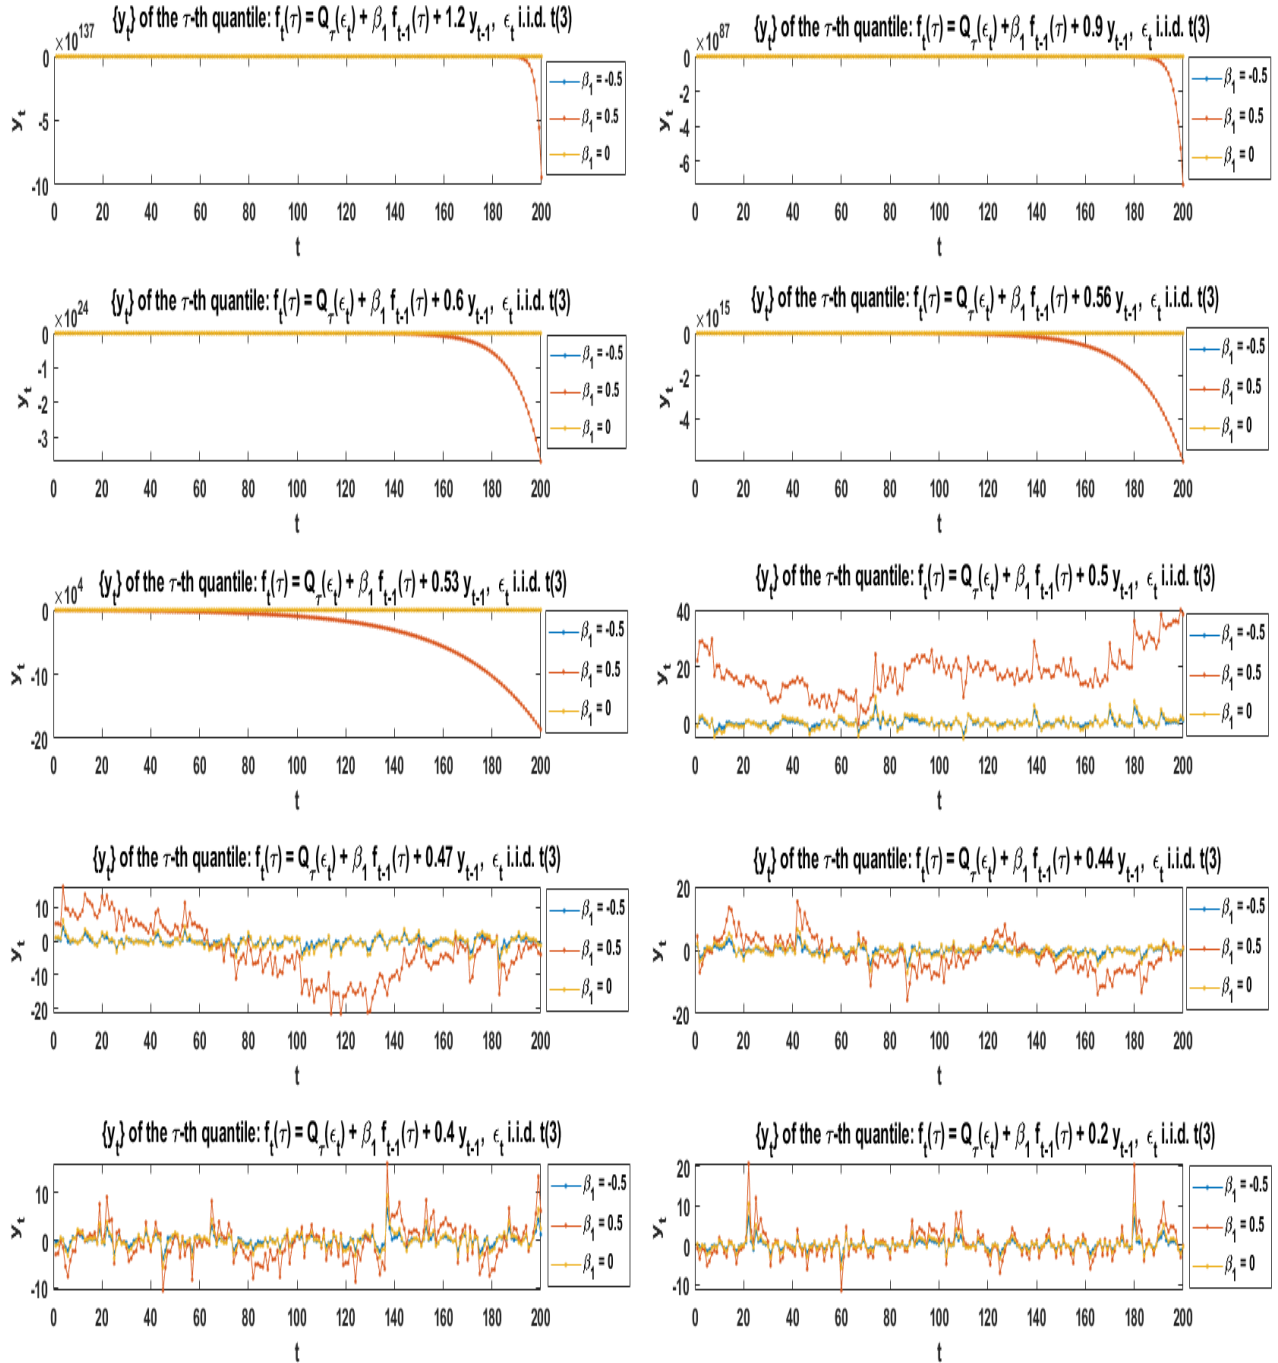 {y_t} of the τ-th quantile: f_t(τ) = Q_τ(ϵ_t) + β_1 f_{t-1}(τ) + 1.2 y_{t-1}, ϵ_t i.i.d. t(3)
×10^137
0
-5
-10
y_t
0 20 40 60 80 100 120 140 160 180 200
t
β_1 = -0.5
β_1 = 0.5
β_1 = 0
{y_t} of the τ-th quantile: f_t(τ) = Q_τ(ϵ_t) +β_1 f_{t-1}(τ) + 0.9 y_{t-1}, ϵ_t i.i.d. t(3)
×10^87
0
-2
-4
-6
y_t
0 20 40 60 80 100 120 140 160 180 200
t
β_1 = -0.5
β_1 = 0.5
β_1 = 0
{y_t} of the τ-th quantile: f_t(τ) = Q_τ(ϵ_t) + β_1 f_{t-1}(τ) + 0.6 y_{t-1}, ϵ_t i.i.d. t(3)
×10^24
0
-1
-2
-3
y_t
0 20 40 60 80 100 120 140 160 180 200
t
β_1 = -0.5
β_1 = 0.5
β_1 = 0
{y_t} of the τ-th quantile: f_t(τ) = Q_τ(ϵ_t) + β_1 f_{t-1}(τ) + 0.56 y_{t-1}, ϵ_t i.i.d. t(3)
×10^15
0
-2
-4
y_t
0 20 40 60 80 100 120 140 160 180 200
t
β_1 = -0.5
β_1 = 0.5
β_1 = 0
{y_t} of the τ-th quantile: f_t(τ) = Q_τ(ϵ_t) + β_1 f_{t-1}(τ) + 0.53 y_{t-1}, ϵ_t i.i.d. t(3)
×10^4
0
-10
-20
y_t
0 20 40 60 80 100 120 140 160 180 200
t
β_1 = -0.5
β_1 = 0.5
β_1 = 0
{y_t} of the τ-th quantile: f_t(τ) = Q_τ(ϵ_t) + β_1 f_{t-1}(τ) + 0.5 y_{t-1}, ϵ_t i.i.d. t(3)
40
20
0
y_t
0 20 40 60 80 100 120 140 160 180 200
t
β_1 = -0.5
β_1 = 0.5
β_1 = 0
{y_t} of the τ-th quantile: f_t(τ) = Q_τ(ϵ_t) + β_1 f_{t-1}(τ) + 0.47 y_{t-1}, ϵ_t i.i.d. t(3)
10
0
-10
-20
y_t
0 20 40 60 80 100 120 140 160 180 200
t
β_1 = -0.5
β_1 = 0.5
β_1 = 0
{y_t} of the τ-th quantile: f_t(τ) = Q_τ(ϵ_t) + β_1 f_{t-1}(τ) + 0.44 y_{t-1}, ϵ_t i.i.d. t(3)
20
0
-20
y_t
0 20 40 60 80 100 120 140 160 180 200
t
β_1 = -0.5
β_1 = 0.5
β_1 = 0
{y_t} of the τ-th quantile: f_t(τ) = Q_τ(ϵ_t) + β_1 f_{t-1}(τ) + 0.4 y_{t-1}, ϵ_t i.i.d. t(3)
10
0
-10
y_t
0 20 40 60 80 100 120 140 160 180 200
t
β_1 = -0.5
β_1 = 0.5
β_1 = 0
{y_t} of the τ-th quantile: f_t(τ) = Q_τ(ϵ_t) + β_1 f_{t-1}(τ) + 0.2 y_{t-1}, ϵ_t i.i.d. t(3)
20
10
0
-10
y_t
0 20 40 60 80 100 120 140 160 180 200
t
β_1 = -0.5
β_1 = 0.5
β_1 = 0